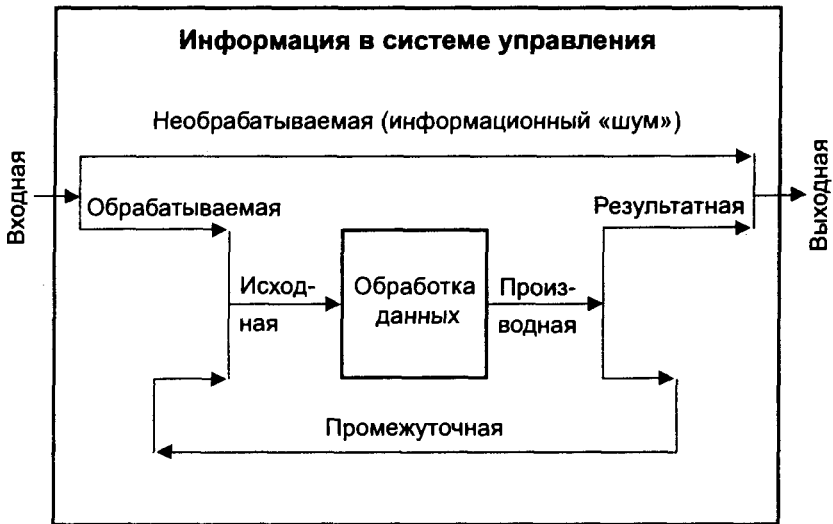 Информация в системе управления
Необрабатываемая (информационный «шум»)
Входная
Обрабатываемая
Результатная
Выходная
Исход-
ная
Обработка
данных
Произ-
водная
Промежуточная